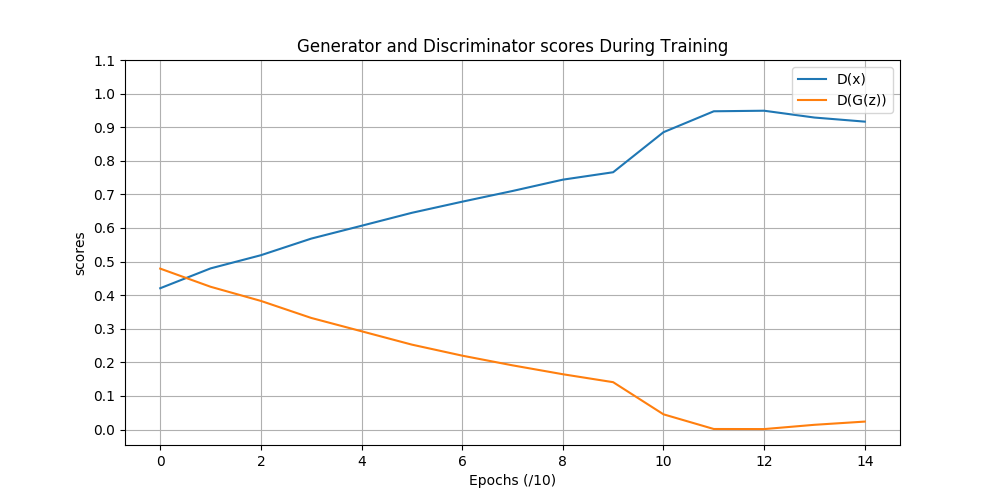 Generator and Discriminator scores During Training
1.1
1.0
0.9
0.8
0.7
0.6
0.5
0.4
0.3
0.2
0.1
0.0
scores
D(x)
D(G(z))
0 2 4 6 8 10 12 14
Epochs (/10)